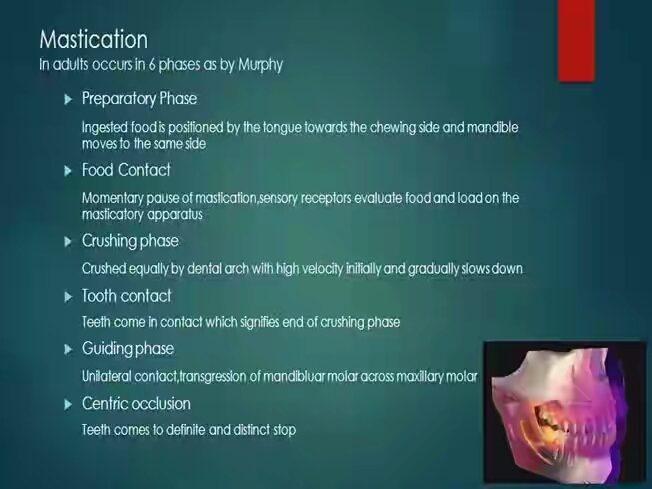 Mastication
In adults occurs in 6 phases as by Murphy
Preparatory Phase
Ingested food is positioned by the tongue towards the chewing side and mandible
moves to the same side
Food Contact
Momentary pause of mastication,sensory receptors evaluate food and load on the
masticatory apparatus
Crushing phase
Crushed equally by dental arch with high velocity initially and gradually slows down
Tooth contact
Teeth come in contact which signifies end of crushing phase
Guiding phase
Unilateral contact,transgression of mandibluar molar across maxillary molar
Centric occlusion
Teeth comes to definite and distinct stop